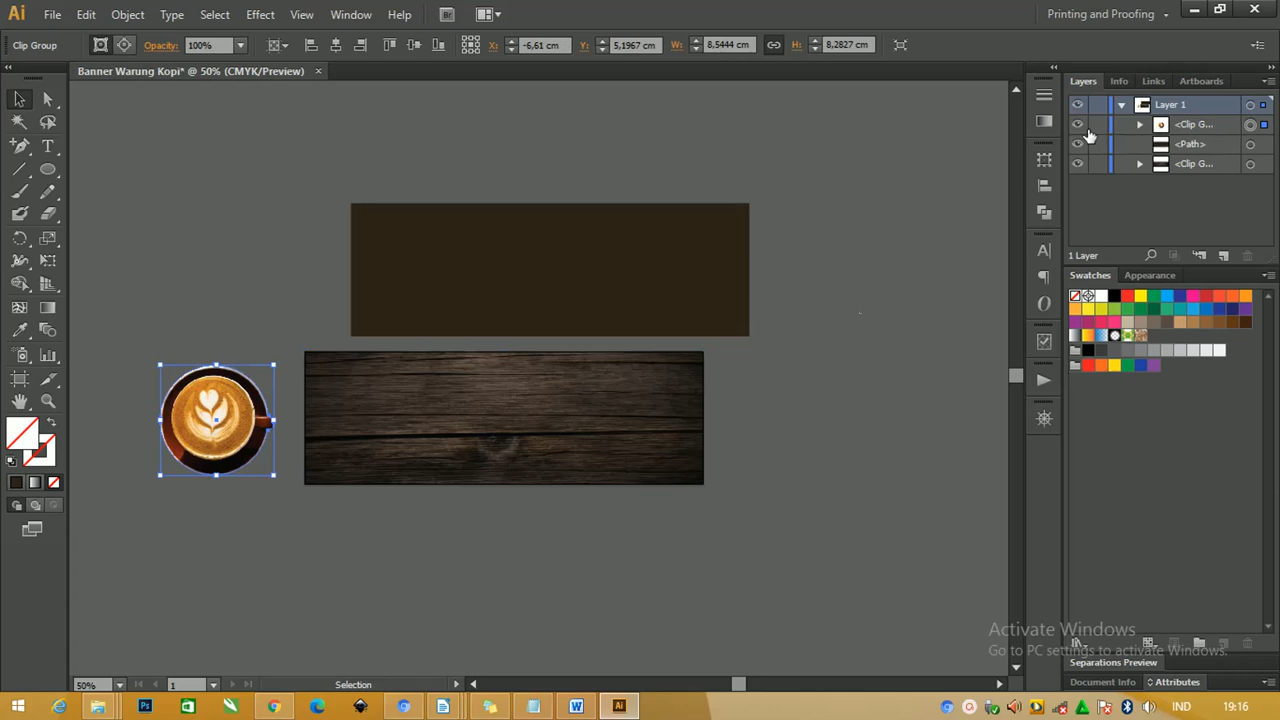 Ai File Edit Object Type Select Effect View Window Help Br Printing and Proofing
Clip Group Opacity: 100% X: -6,61 cm Y: 5,1967 cm W: 8,5444 cm H: 8,2827 cm
Banner Warung Kopi* @ 50% (CMYK/Preview) ×
Layers Info Links Artboards
Layer 1
<Clip G...
<Path>
<Clip G...
1 Layer
Swatches Appearance
Activate Windows
Go to PC settings to activate Windows.
Separations Preview
Document Info Attributes
50% 1 Selection
IND 19:16